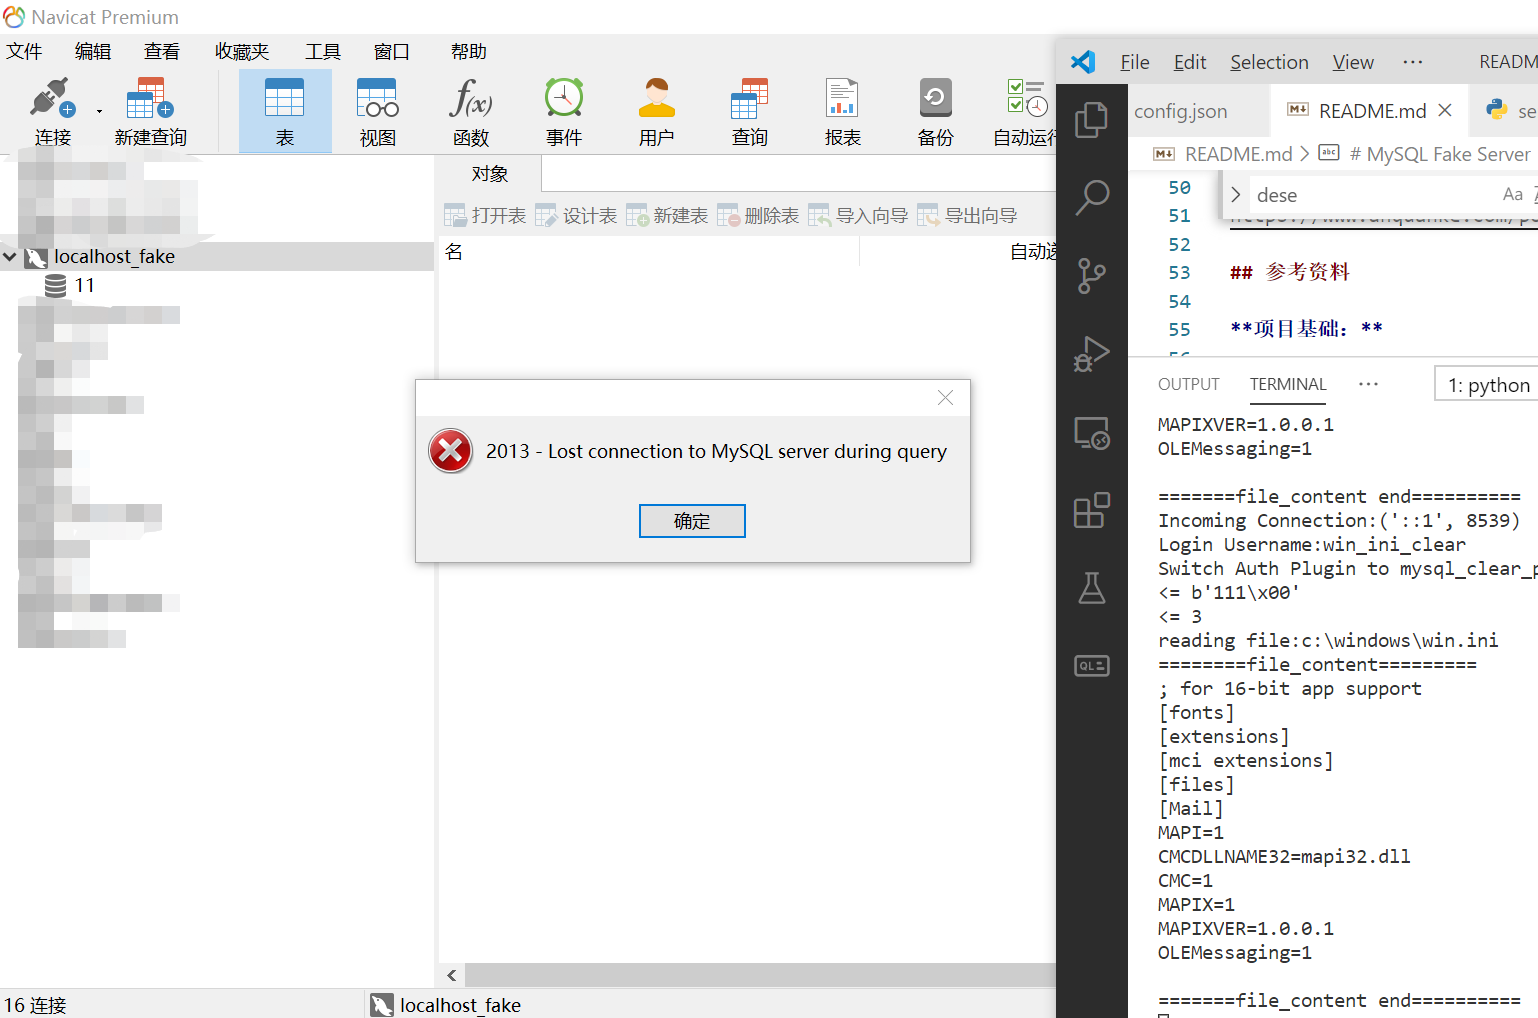 Navicat Premium
文件 编辑 查看 收藏夹 工具 窗口 帮助
连接 新建查询 表 视图 函数 事件 用户 查询 报表 备份 自动运行
对象
打开表 设计表 新建表 删除表 导入向导 导出向导
名 自动递
localhost_fake
11
2013 - Lost connection to MySQL server during query
确定
16 连接 localhost_fake
File Edit Selection View ··· READM
config.json README.md se
README.md > # MySQL Fake Server
dese Aa
50
51
52
53 ## 参考资料
54
55 **项目基础：**
OUTPUT TERMINAL ··· 1: python
MAPIXVER=1.0.0.1
OLEMessaging=1
=======file_content end==========
Incoming Connection:('::1', 8539)
Login Username:win_ini_clear
Switch Auth Plugin to mysql_clear_p
<= b'111\x00'
<= 3
reading file:c:\windows\win.ini
========file_content=========
; for 16-bit app support
[fonts]
[extensions]
[mci extensions]
[files]
[Mail]
MAPI=1
CMCDLLNAME32=mapi32.dll
CMC=1
MAPIX=1
MAPIXVER=1.0.0.1
OLEMessaging=1
=======file_content end==========